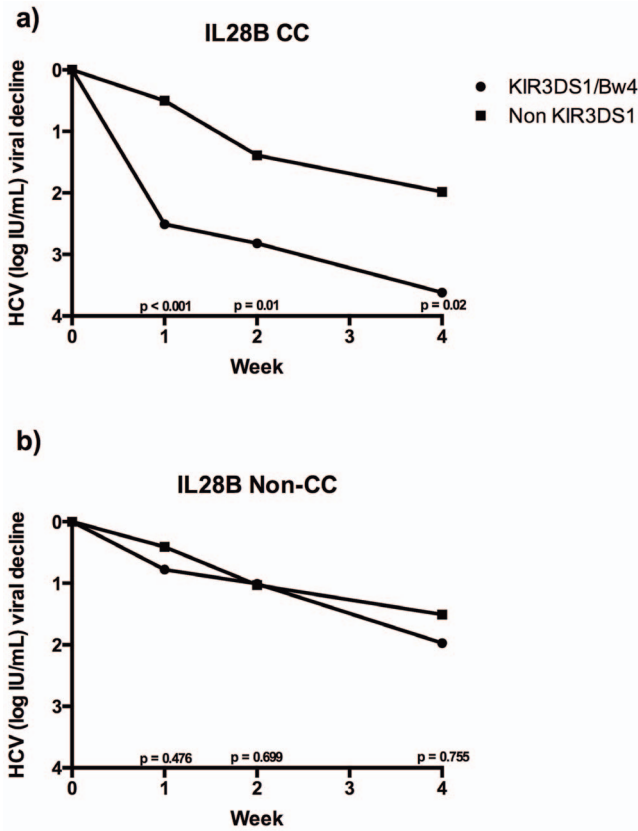 a)
IL28B CC
HCV (log IU/mL) viral decline
0
1
2
3
4
KIR3DS1/Bw4
Non KIR3DS1
p < 0.001
p = 0.01
p = 0.02
0
1
2
3
4
Week
b)
IL28B Non-CC
HCV (log IU/mL) viral decline
0
1
2
3
4
p = 0.476
p = 0.699
p = 0.755
0
1
2
3
4
Week